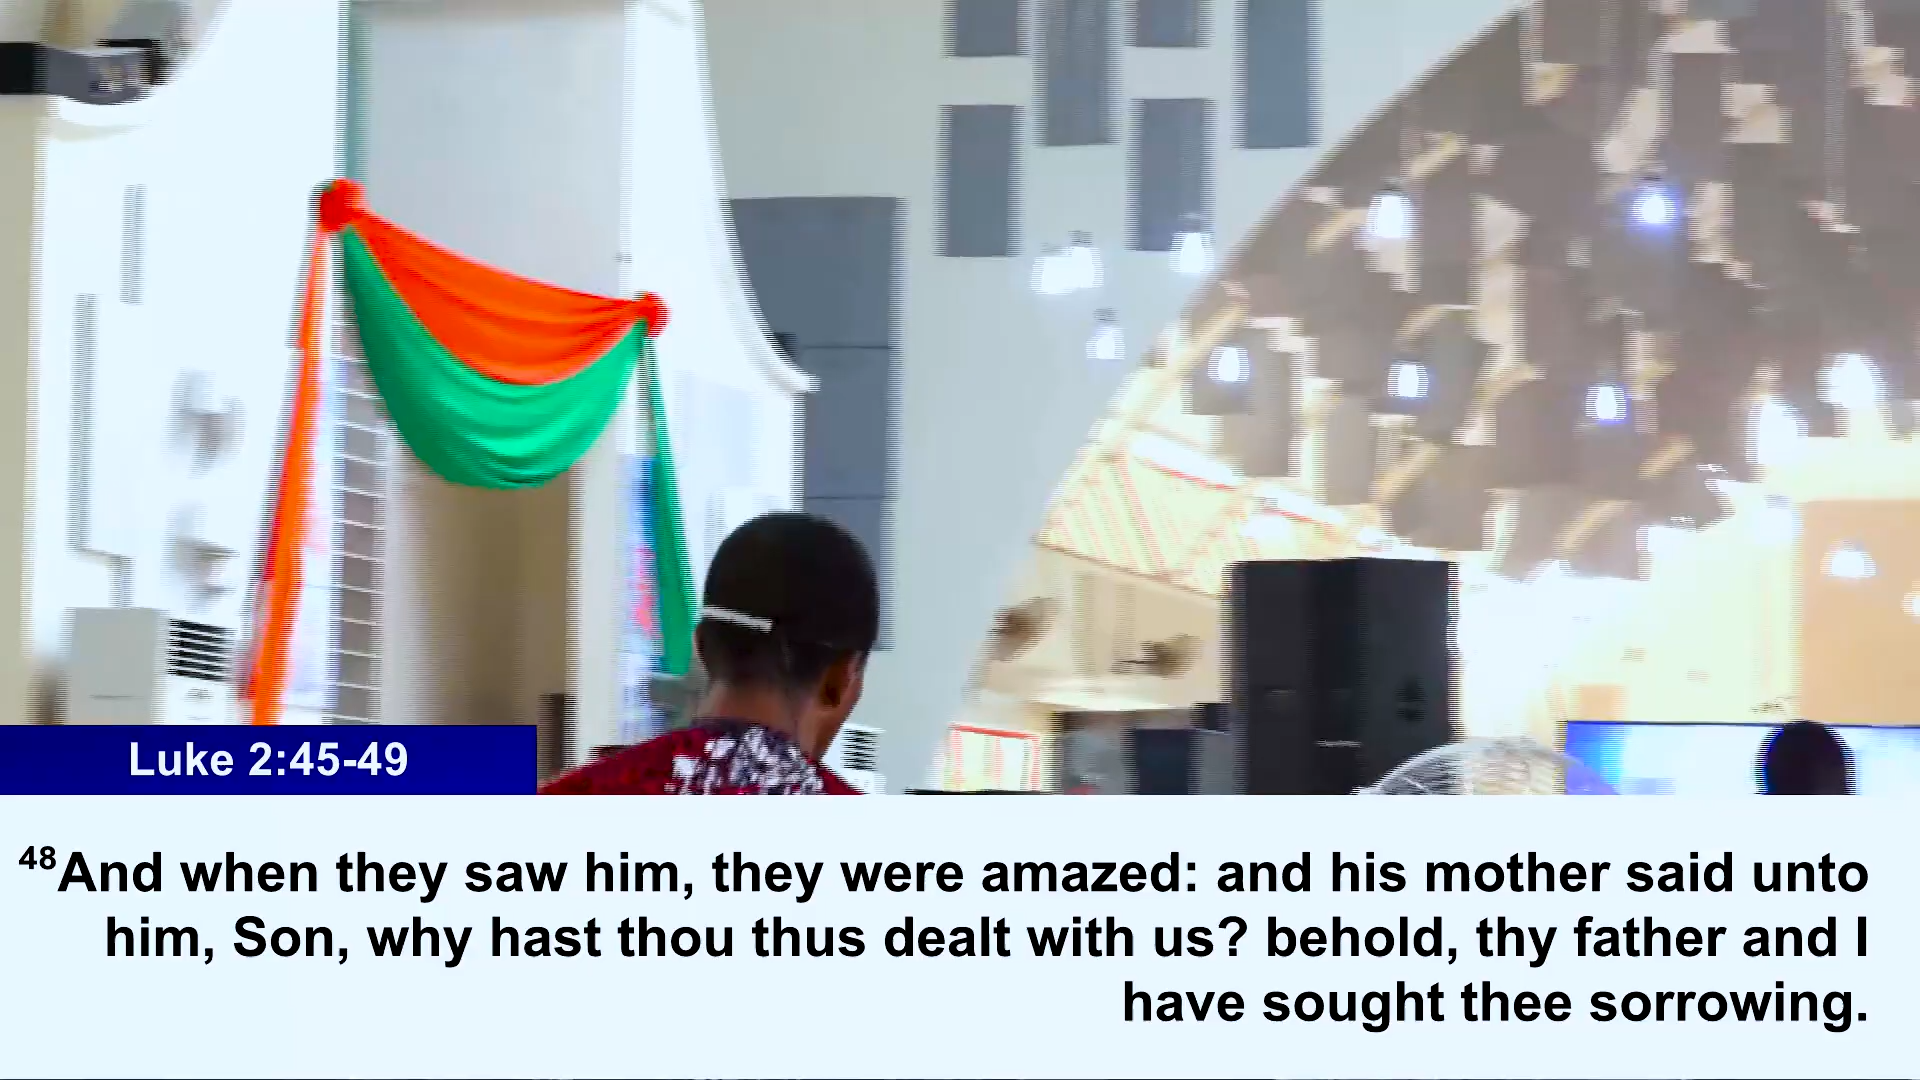 Luke 2:45-49
48And when they saw him, they were amazed: and his mother said unto
him, Son, why hast thou thus dealt with us? behold, thy father and I
have sought thee sorrowing.